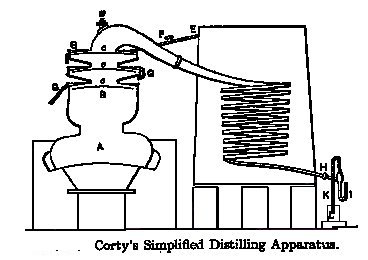 F
E
G
c
c
G
G
B
A
H
K
I
Corty's Simplified Distilling Apparatus.